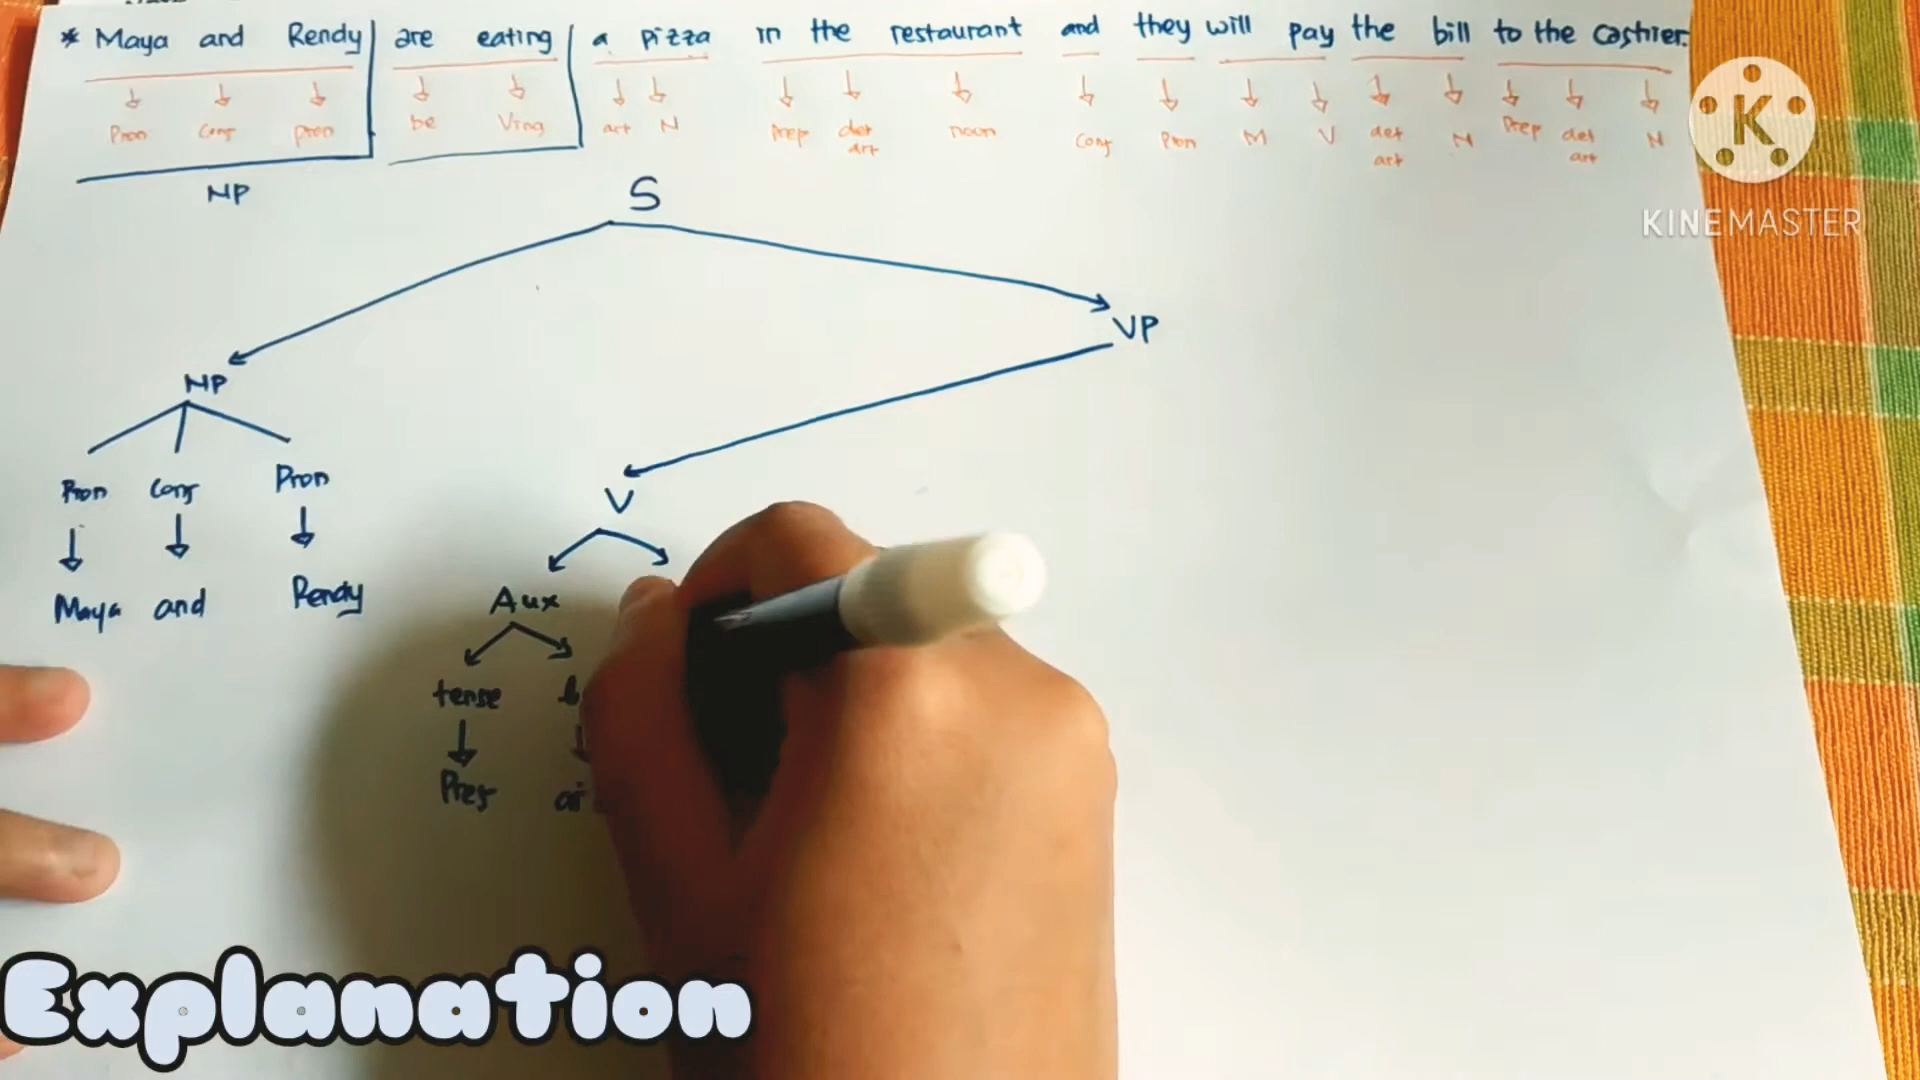 * Maya and Rendy are eating a pizza in the restaurant and they will pay the bill to the cashier.
Pron Conj pron be Ving art N Prep det art noun Conj Pron M V det art N Prep det art N
NP
S
NP
VP
Pron Conj Pron
V
Maya and Rendy
Aux
tense
Pres
Explanation
K
KINEMASTER